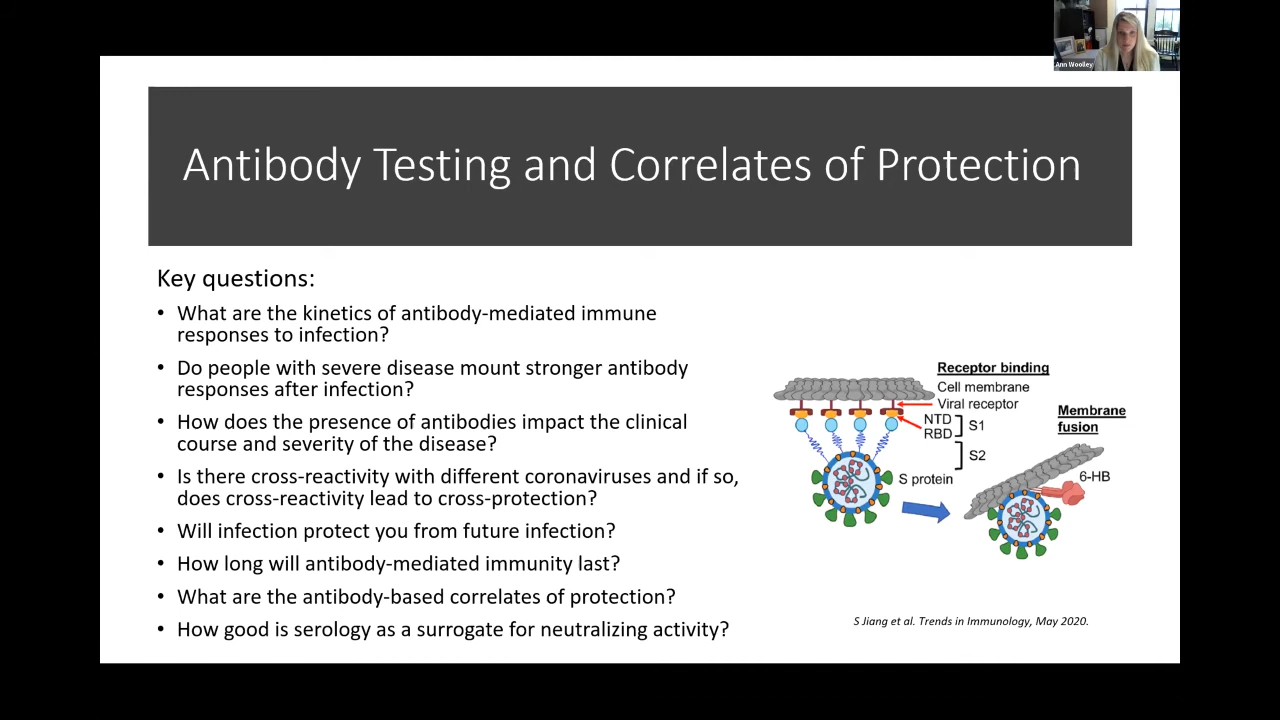 Ann Woolley
Antibody Testing and Correlates of Protection
Key questions:
• What are the kinetics of antibody-mediated immune
responses to infection?
• Do people with severe disease mount stronger antibody
responses after infection?
• How does the presence of antibodies impact the clinical
course and severity of the disease?
• Is there cross-reactivity with different coronaviruses and if so,
does cross-reactivity lead to cross-protection?
• Will infection protect you from future infection?
• How long will antibody-mediated immunity last?
• What are the antibody-based correlates of protection?
• How good is serology as a surrogate for neutralizing activity?
Receptor binding
Cell membrane
Viral receptor
NTD
RBD
S1
S2
S protein
Membrane
fusion
6-HB
S Jiang et al. Trends in Immunology, May 2020.